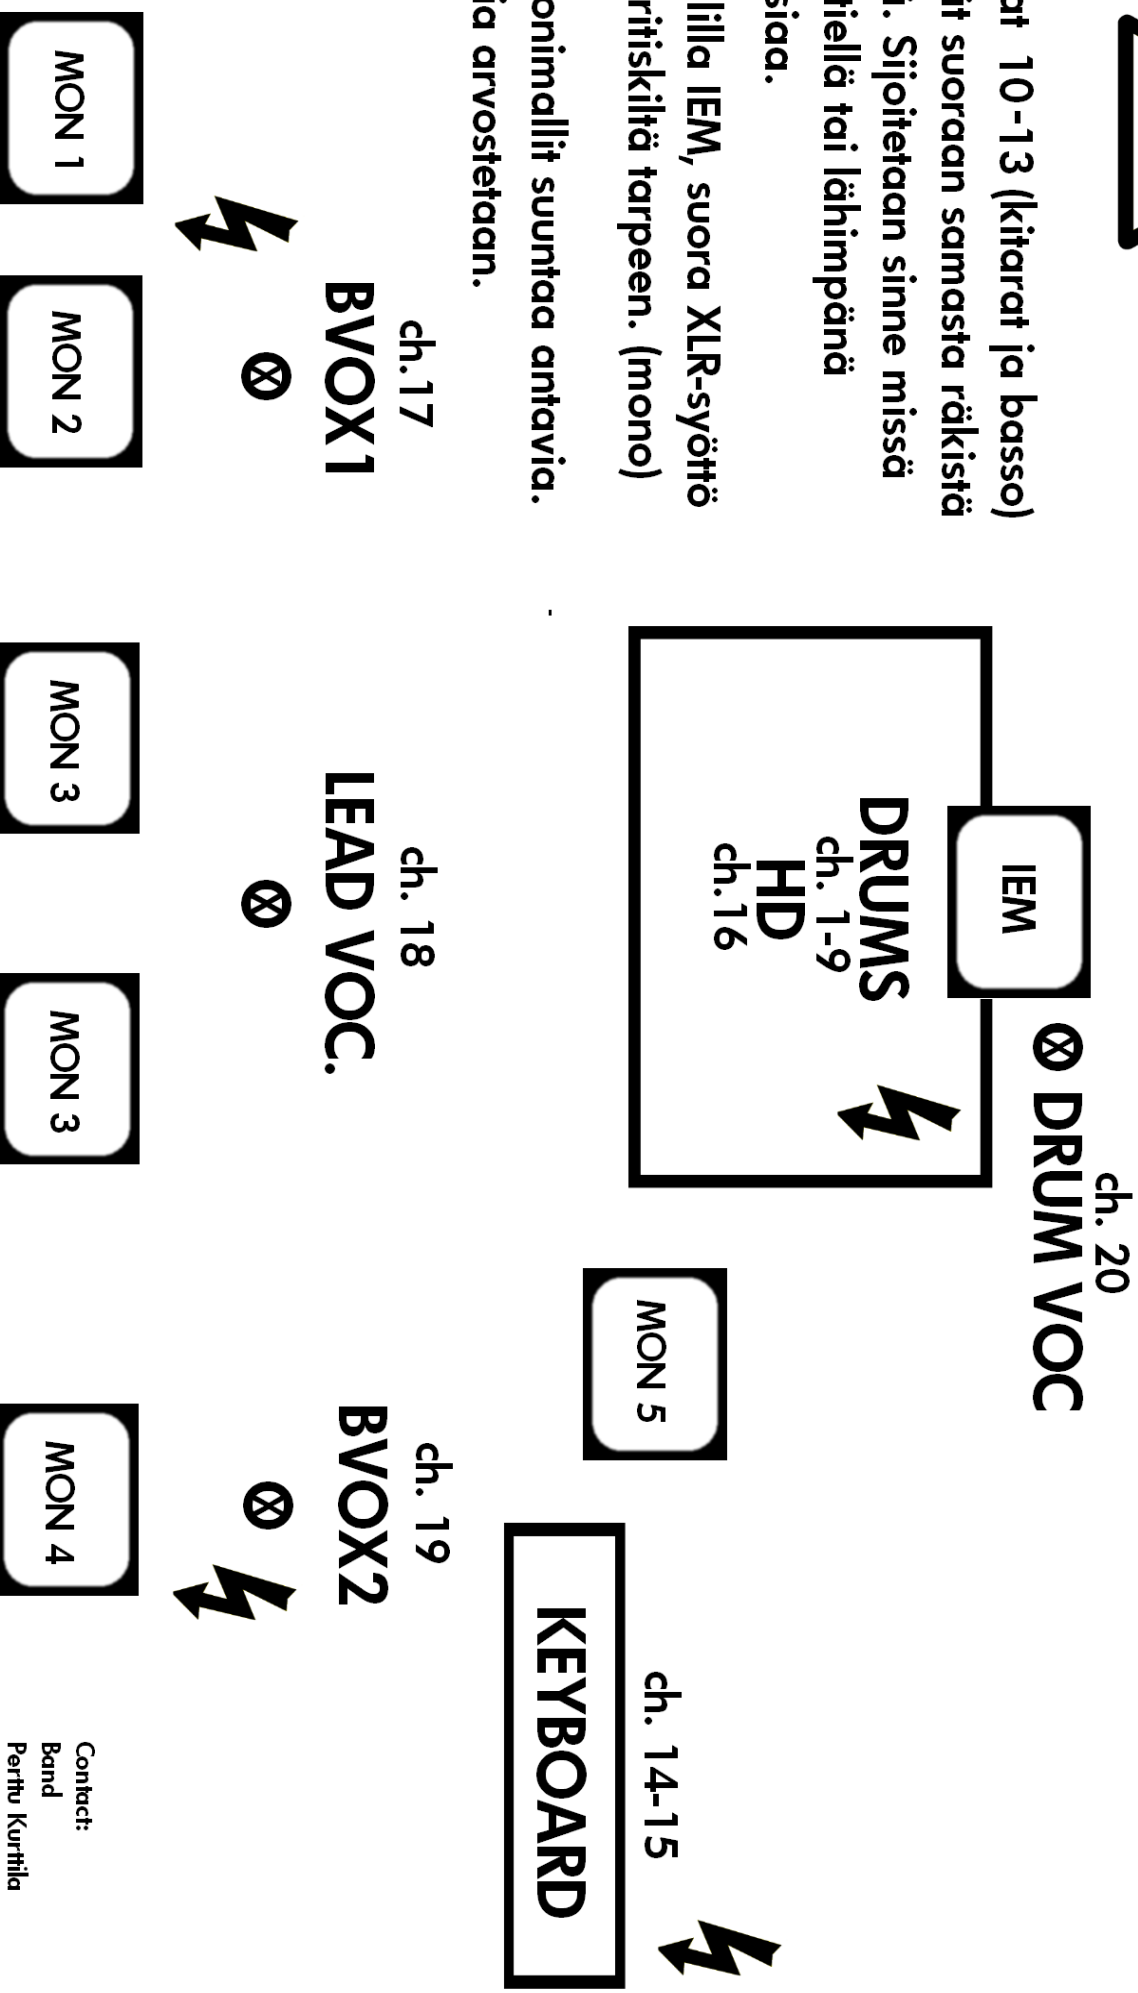 at 10-13 (kitarat ja basso)
it suoraan samasta räkistä
i. Sijoitetaan sinne missä
tiellä tai lähimpänä
siaa.
lilla IEM, suora XLR-syöttö
ritiskiltä tarpeen. (mono)
onimallit suuntaa antavia.
ia arvostetaan.
ch. 20
DRUM VOC
IEM
DRUMS
ch. 1-9
HD
ch.16
MON 5
ch. 14-15
KEYBOARD
ch.17
BVOX1
ch. 18
LEAD VOC.
ch. 19
BVOX2
MON 1
MON 2
MON 3
MON 3
MON 4
Contact:
Band
Perttu Kurttila